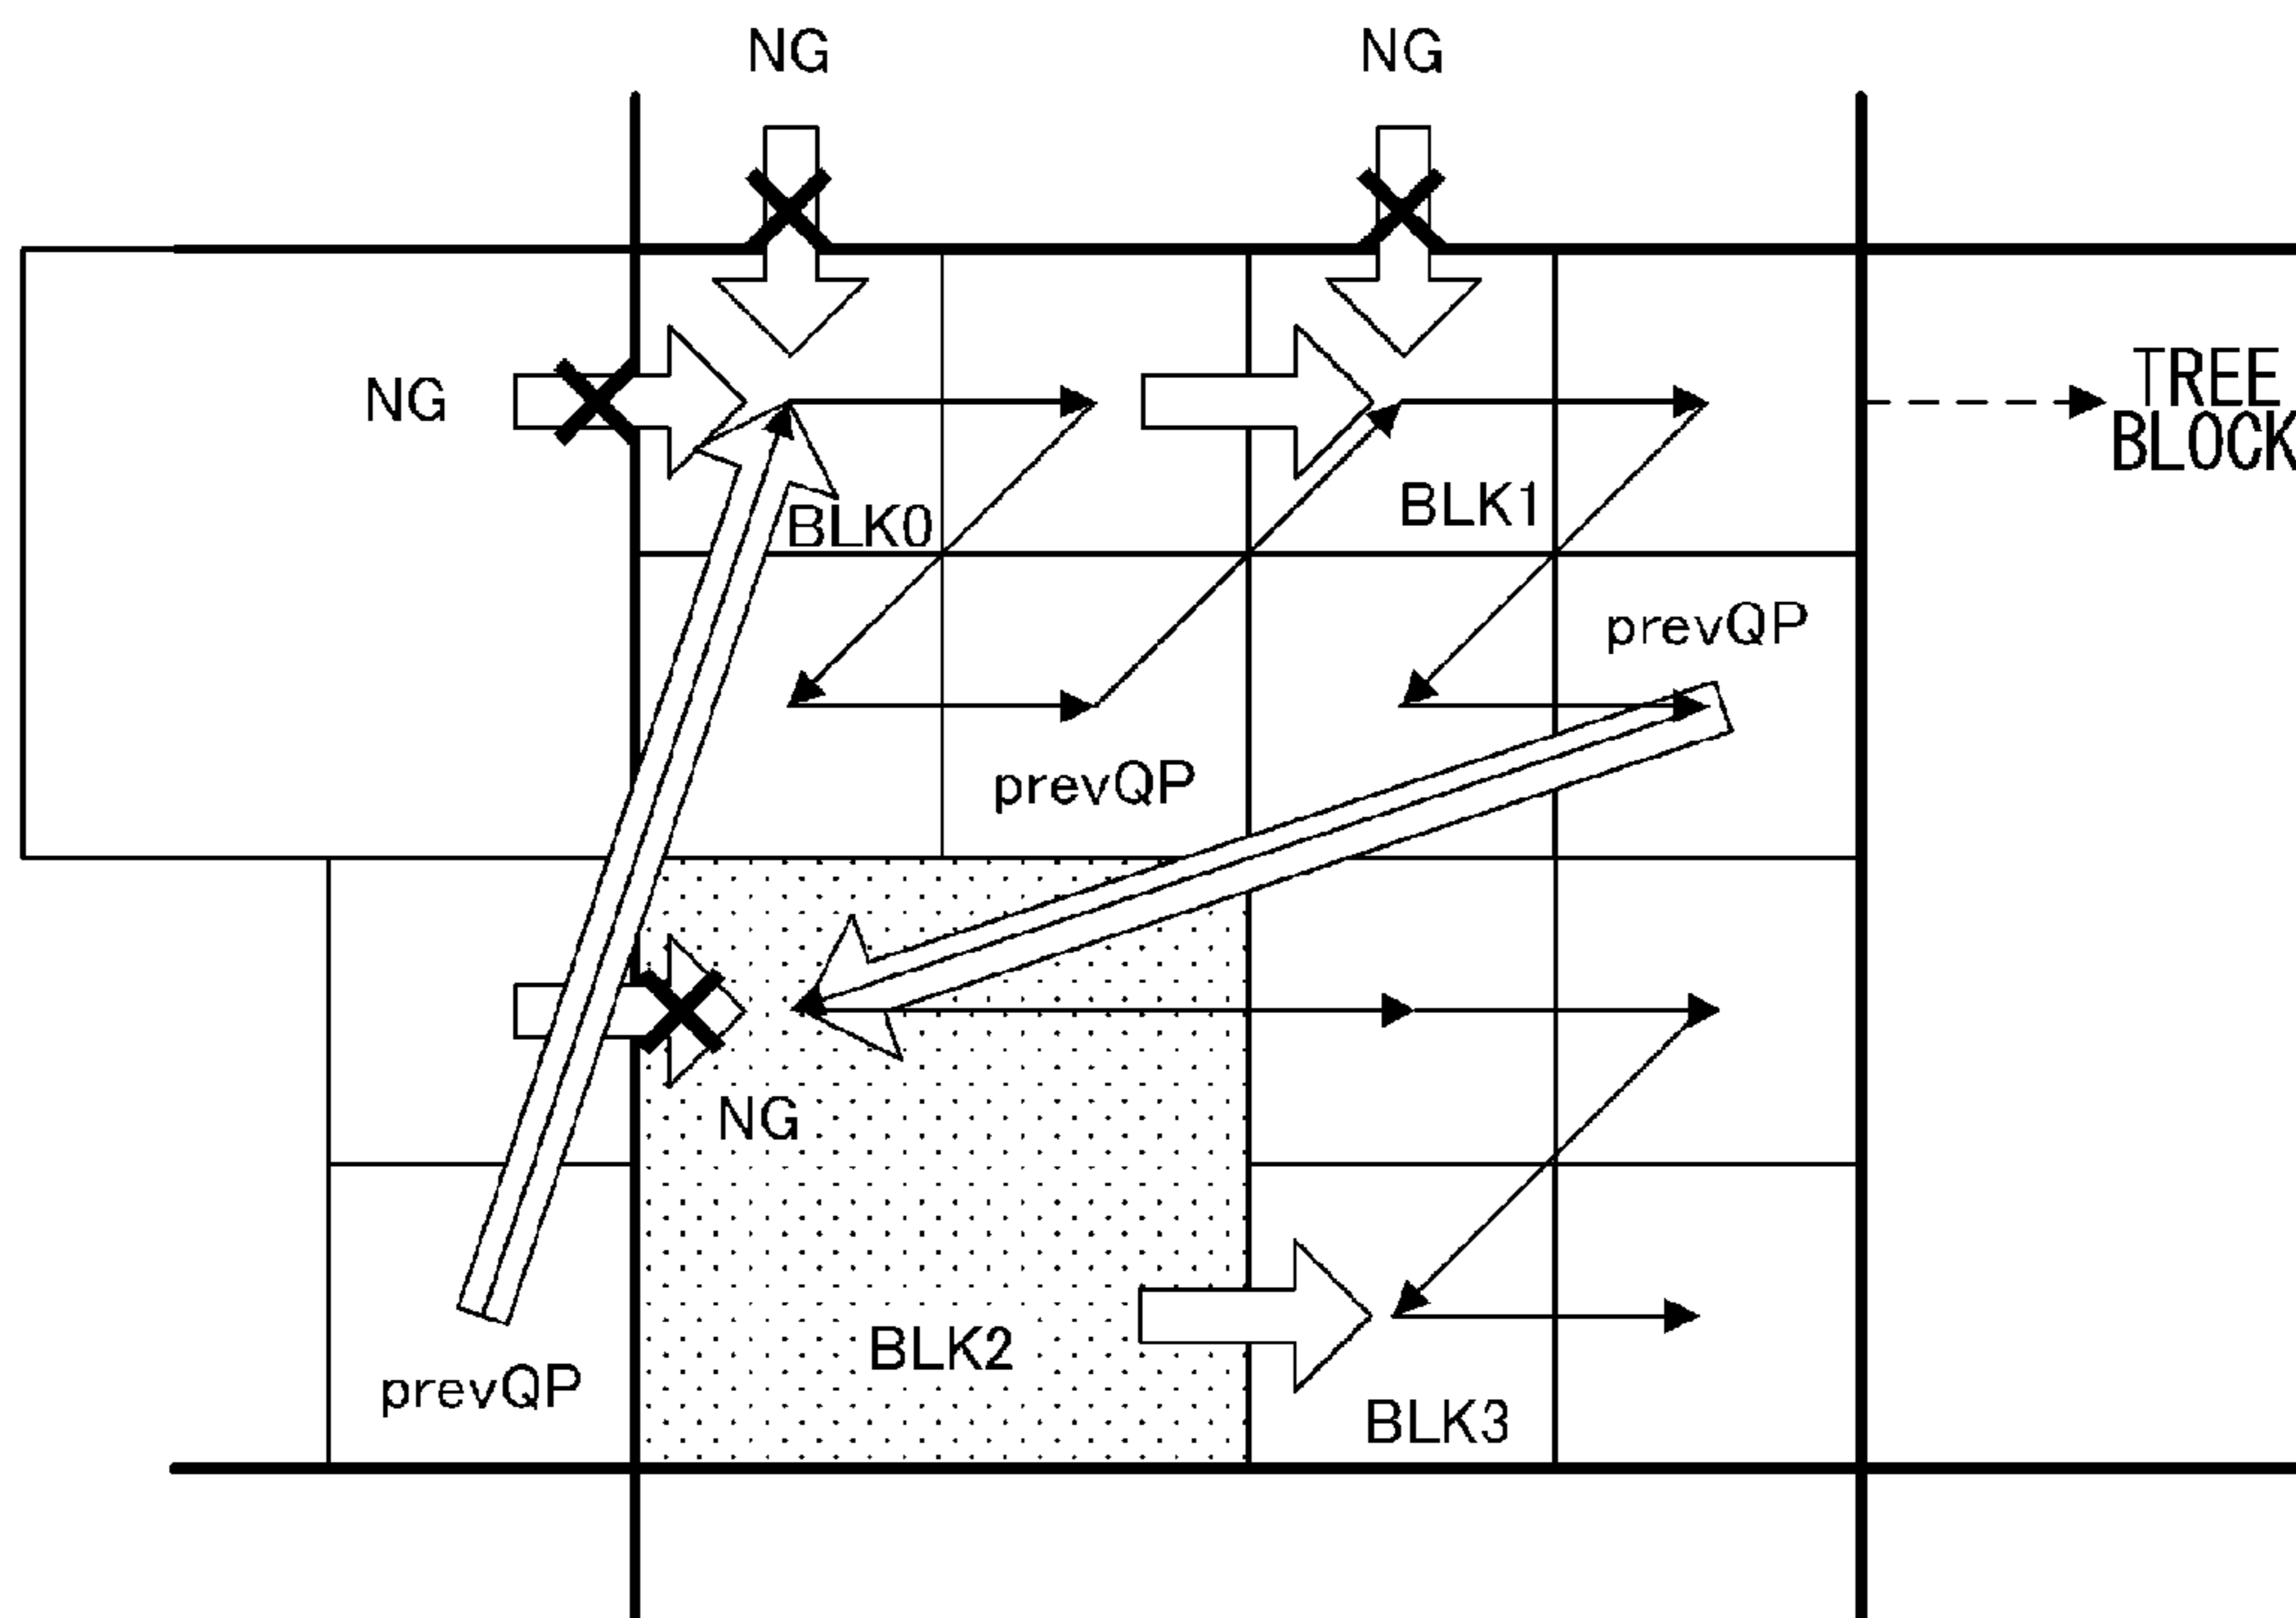 NG
NG
NG
TREE
BLOCK
BLK0
BLK1
prevQP
prevQP
NG
BLK2
prevQP
BLK3